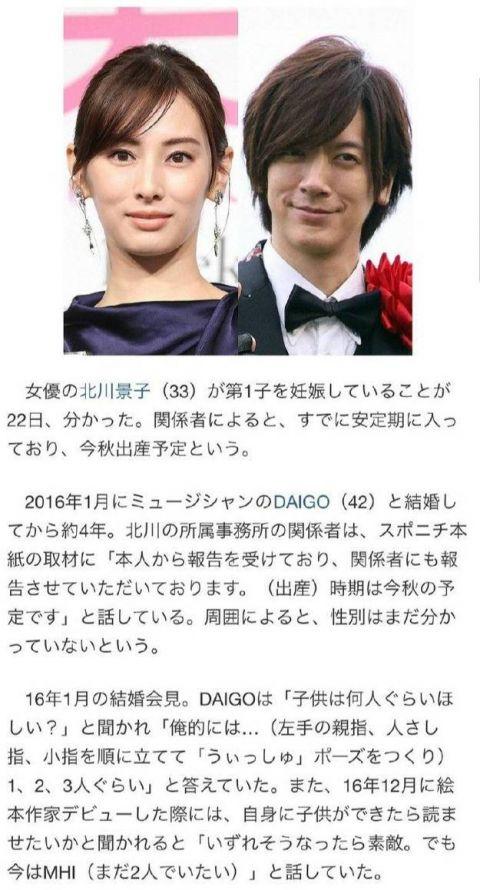 女優の北川景子（33）が第1子を妊娠していることが
22日、分かった。関係者によると、すでに安定期に入っ
ており、今秋出産予定という。
2016年1月にミュージシャンのDAIGO（42）と結婚し
てから約4年。北川の所属事務所の関係者は、スポニチ本
紙の取材に「本人から報告を受けており、関係者にも報
告させていただいております。（出産）時期は今秋の予
定です」と話している。周囲によると、性別はまだ分か
っていないという。
16年1月の結婚会見。DAIGOは「子供は何人ぐらいほ
しい？」と聞かれ「俺的には…（左手の親指、人さし
指、小指を順に立てて「うぃっしゅ」ポーズをつくり）
1、2、3人ぐらい」と答えていた。また、16年12月に絵
本作家デビューした際には、自身に子供ができたら読ま
せたいかと聞かれると「いずれそうなったら素敵。でも
今はMHI（まだ2人でいたい）」と話していた。